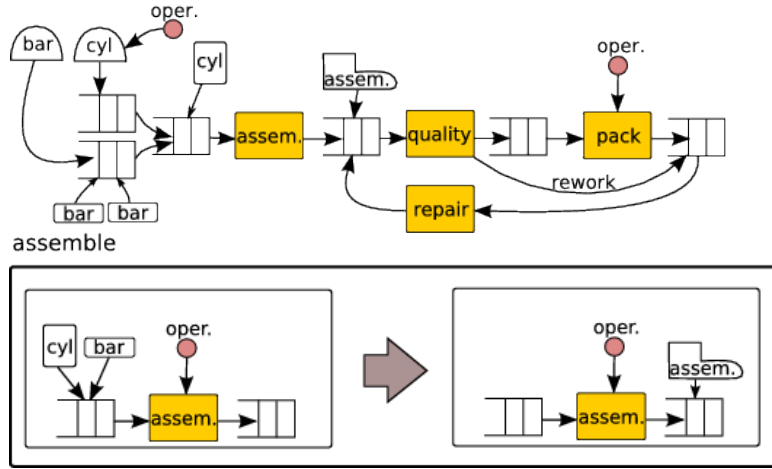 oper.
bar
cyl
cyl
assem.
oper.
assem.
quality
pack
rework
repair
bar
bar
assemble
oper.
cyl
bar
assem.
oper.
assem.
assem.